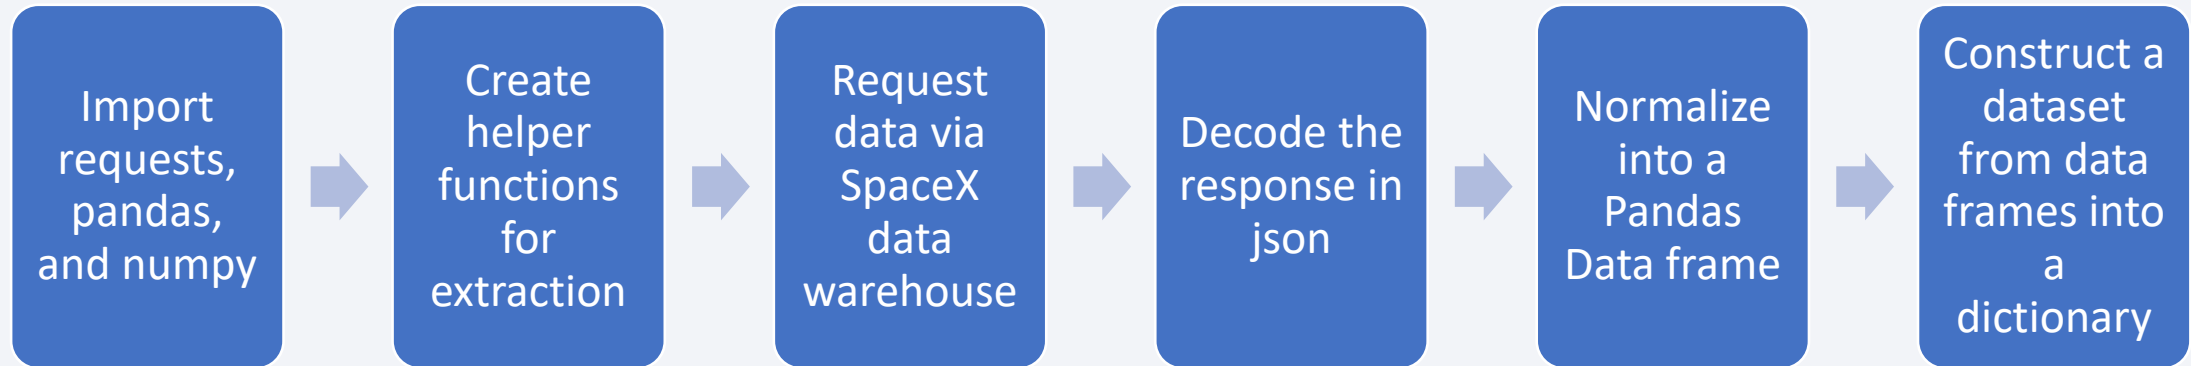 Import
requests,
pandas,
and numpy
Create
helper
functions
for
extraction
Request
data via
SpaceX
data
warehouse
Decode the
response in
json
Normalize
into a
Pandas
Data frame
Construct a
dataset
from data
frames into
a
dictionary